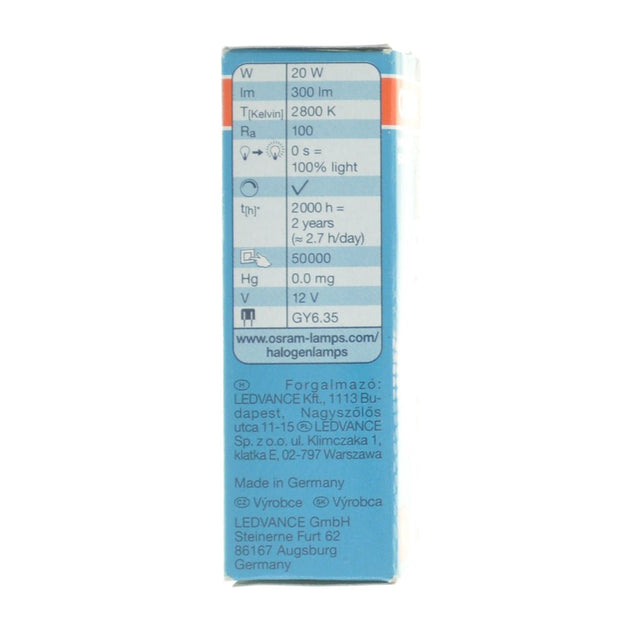 W 20 W
lm 300 lm
T[Kelvin] 2800 K
Ra 100
0 s =
100% light
t[h]* 2000 h =
2 years
(≈ 2.7 h/day)
50000
Hg 0.0 mg
V 12 V
GY6.35
www.osram-lamps.com/
halogenlamps
H Forgalmazó:
LEDVANCE Kft., 1113 Bu-
dapest, Nagyszőlős
utca 11-15 PL LEDVANCE
Sp. z o.o. ul. Klimczaka 1,
klatka E, 02-797 Warszawa
Made in Germany
CZ Výrobce SK Výrobca
LEDVANCE GmbH
Steinerne Furt 62
86167 Augsburg
Germany